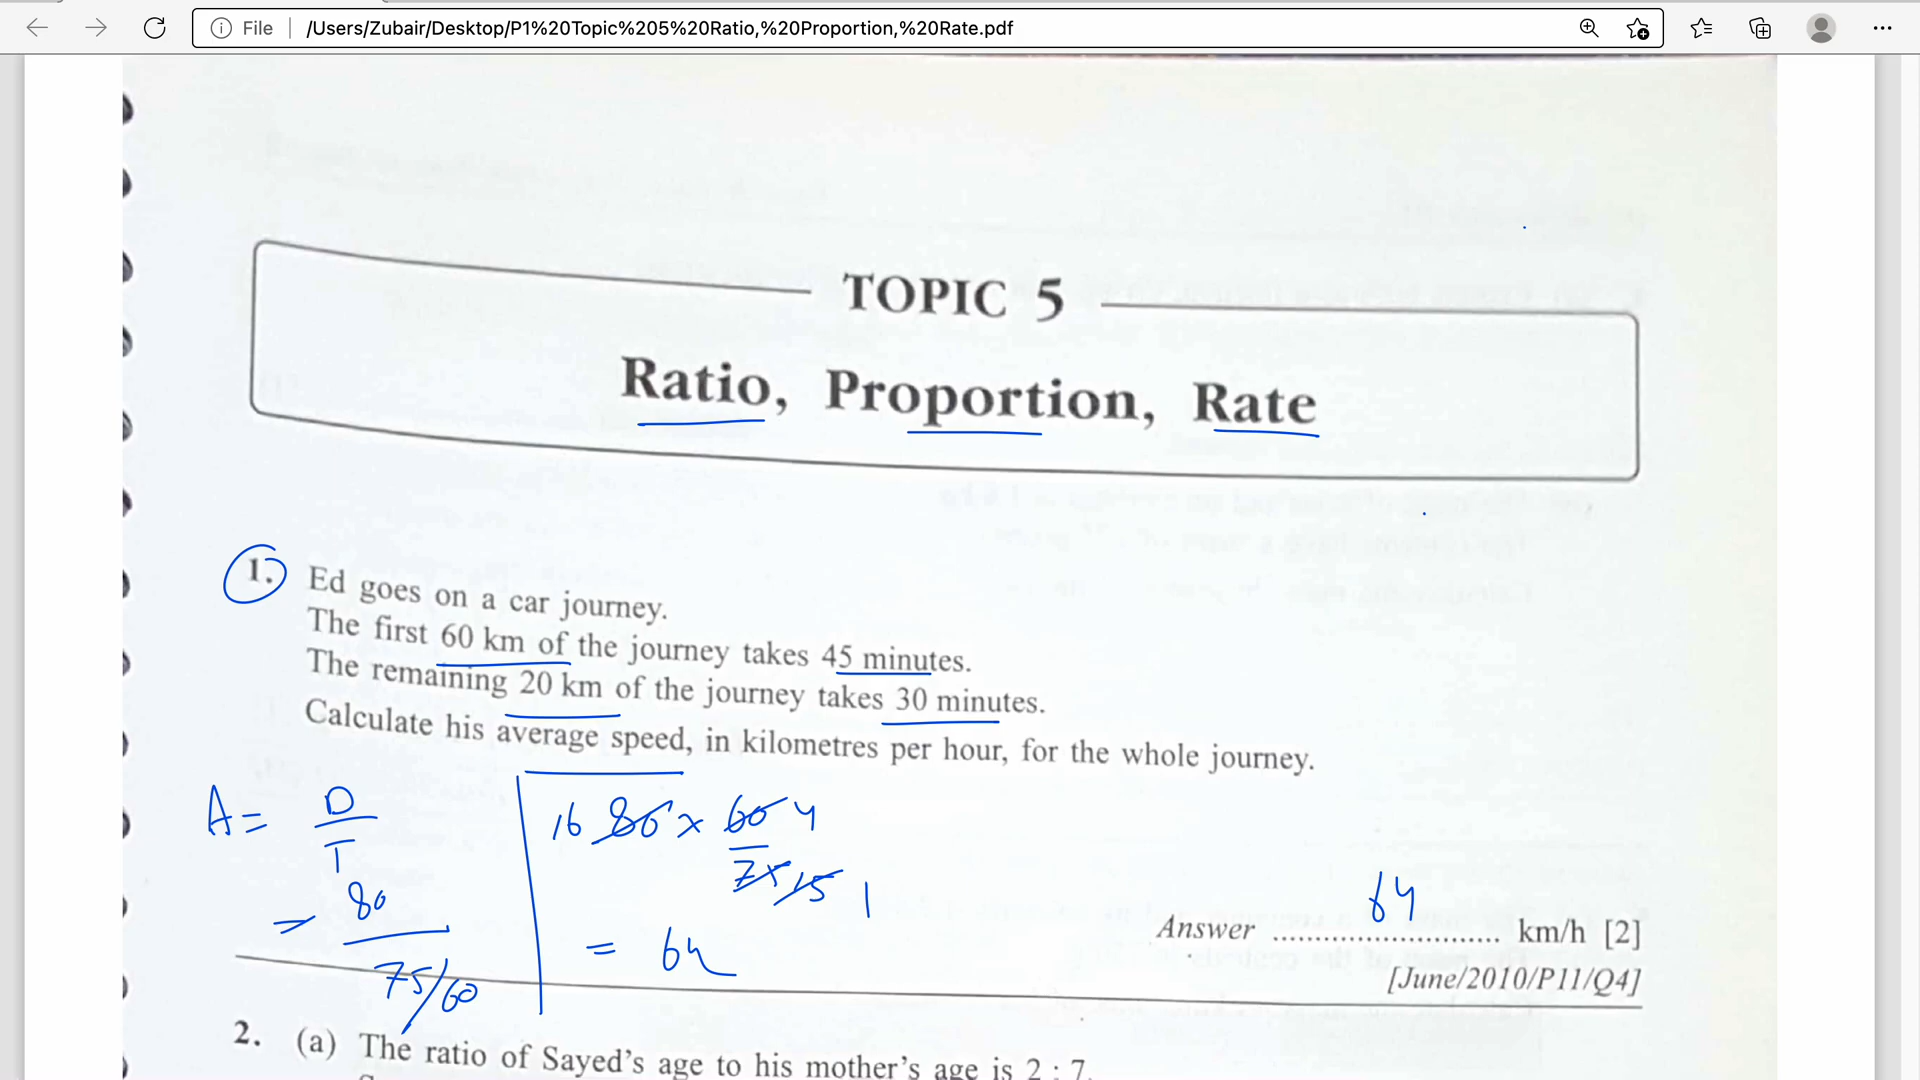 File
/Users/Zubair/Desktop/P1%20Topic%205%20Ratio,%20Proportion,%20Rate.pdf
TOPIC 5
Ratio, Proportion, Rate
1. Ed goes on a car journey.
The first 60 km of the journey takes 45 minutes.
The remaining 20 km of the journey takes 30 minutes.
Calculate his average speed, in kilometres per hour, for the whole journey.
A = D
T
= 80
75/60
16 80 x 60 4
75 15 1
= 64
64
Answer .......................... km/h [2]
[June/2010/P11/Q4]
2. (a) The ratio of Sayed's age to his mother's age is 2 : 7.